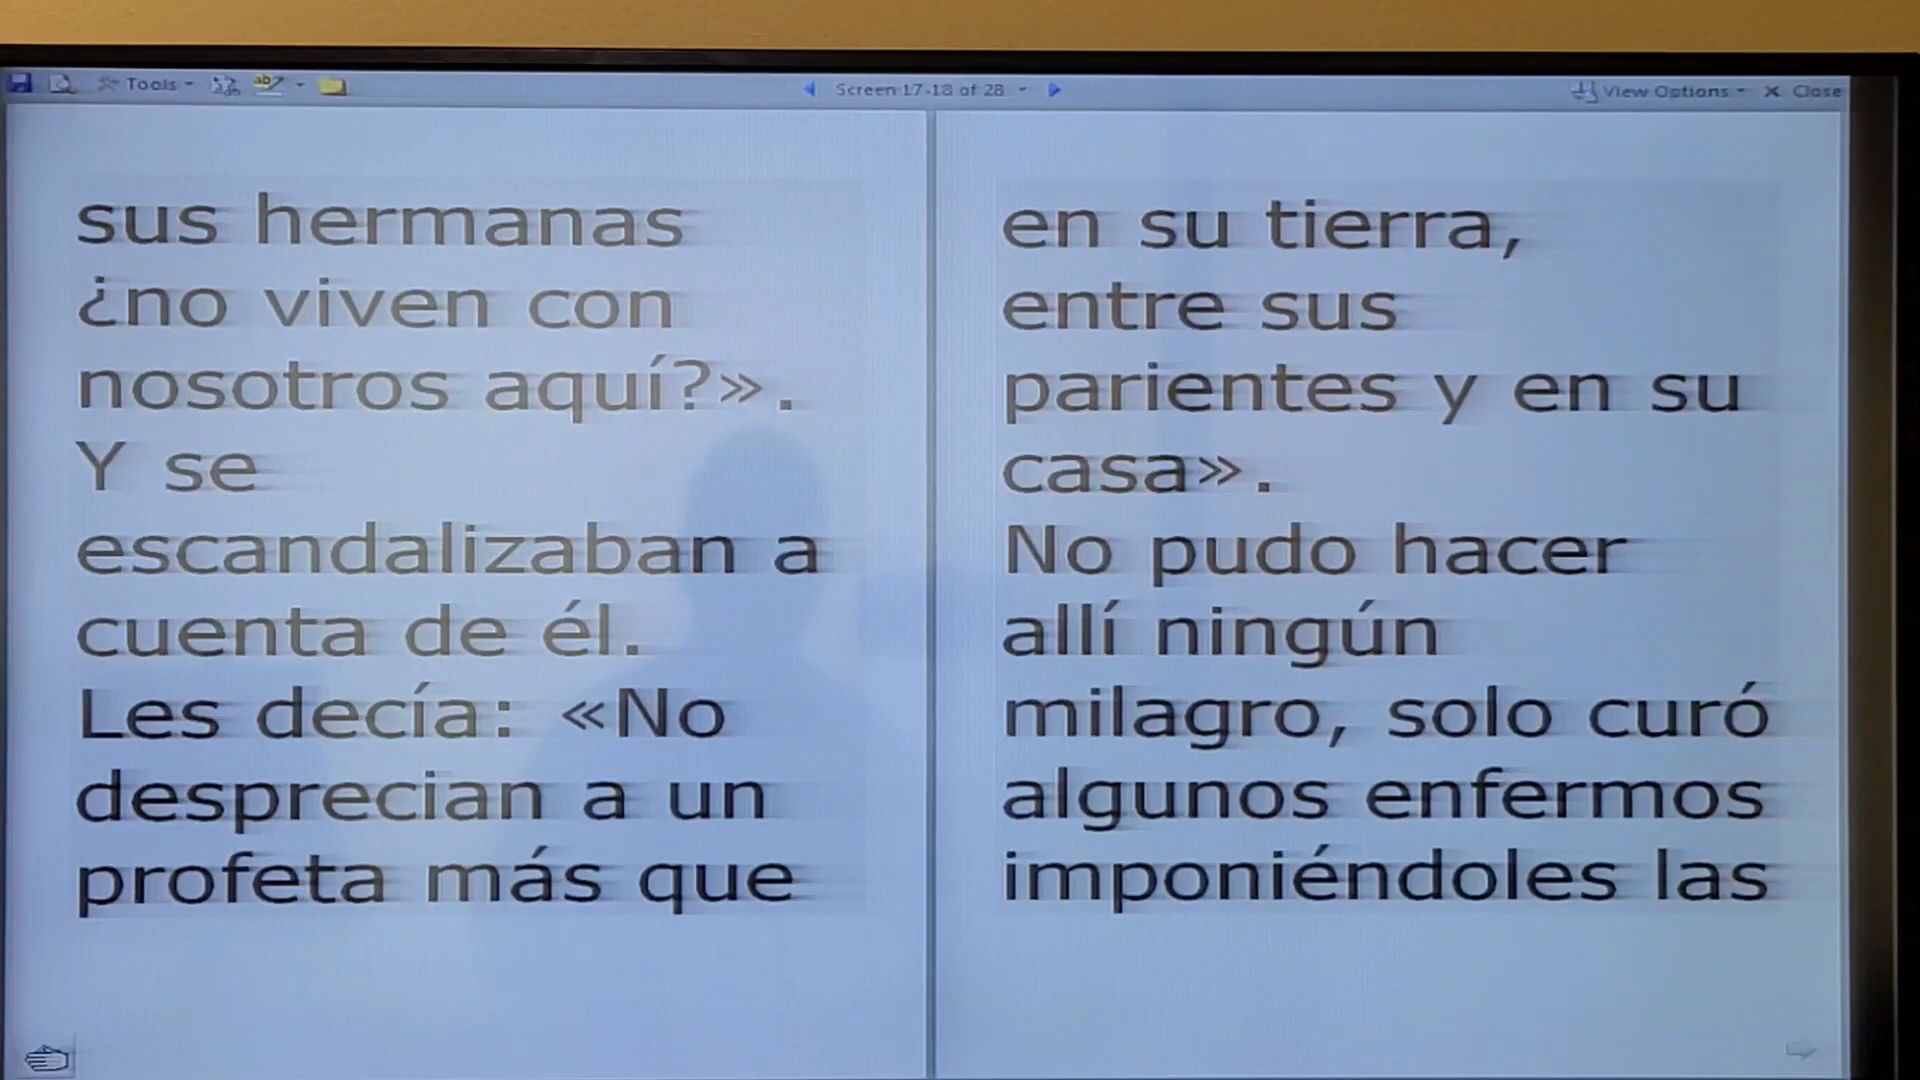 Tools
Screen 17-18 of 28
View Options
Close
sus hermanas
¿no viven con
nosotros aquí?».
Y se
escandalizaban a
cuenta de él.
Les decía: «No
desprecian a un
profeta más que
en su tierra,
entre sus
parientes y en su
casa».
No pudo hacer
allí ningún
milagro, solo curó
algunos enfermos
imponiéndoles las